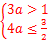 {3a > 1
4a ≤ 3/2